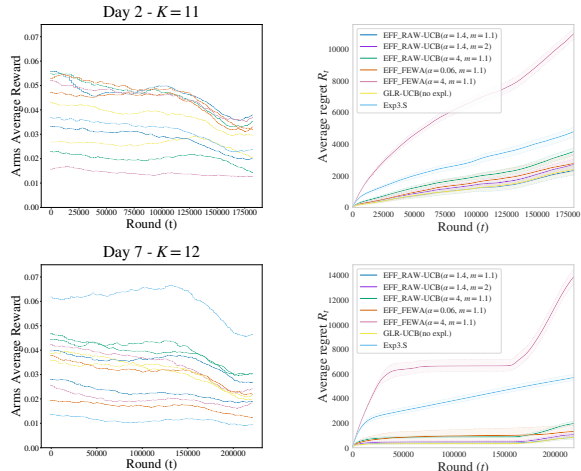 Day 2 - K=11
0.07
0.06
0.05
0.04
0.03
0.02
0.01
0.00
Arms Average Reward
0 25000 50000 75000 100000 125000 150000 175000
Round (t)
10000
8000
6000
4000
2000
0
Average regret Rt
EFF_RAW-UCB(α=1.4, m=1.1)
EFF_RAW-UCB(α=1.4, m=2)
EFF_RAW-UCB(α=4, m=1.1)
EFF_FEWA(α=0.06, m=1.1)
EFF_FEWA(α=4, m=1.1)
GLR-UCB(no expl.)
Exp3.S
0 25000 50000 75000 100000 125000 150000 175000
Round (t)
Day 7 - K=12
0.07
0.06
0.05
0.04
0.03
0.02
0.01
0.00
Arms Average Reward
0 50000 100000 150000 200000
Round (t)
14000
12000
10000
8000
6000
4000
2000
0
Average regret Rt
EFF_RAW-UCB(α=1.4, m=1.1)
EFF_RAW-UCB(α=1.4, m=2)
EFF_RAW-UCB(α=4, m=1.1)
EFF_FEWA(α=0.06, m=1.1)
EFF_FEWA(α=4, m=1.1)
GLR-UCB(no expl.)
Exp3.S
50000 100000 150000 200000
Round (t)